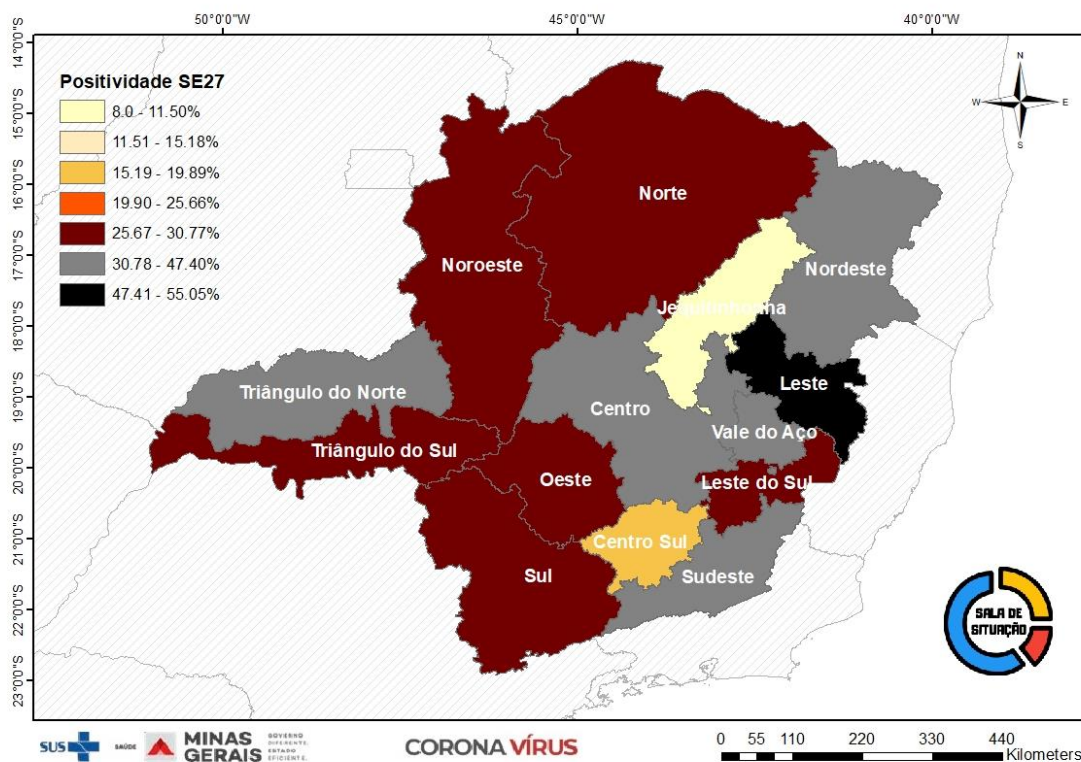 50°0'0"W 45°0'0"W 40°0'0"W
14°0'0"S
15°0'0"S
16°0'0"S
17°0'0"S
18°0'0"S
19°0'0"S
20°0'0"S
21°0'0"S
22°0'0"S
23°0'0"S
Positividade SE27
8.0 - 11.50%
11.51 - 15.18%
15.19 - 19.89%
19.90 - 25.66%
25.67 - 30.77%
30.78 - 47.40%
47.41 - 55.05%
N
W E
S
Norte
Noroeste
Nordeste
Jequitinhonha
Triângulo do Norte
Leste
Centro
Vale do Aço
Triângulo do Sul
Oeste
Leste do Sul
Centro Sul
Sul
Sudeste
SALA DE
SITUAÇÃO
SUS
SAÚDE
MINAS
GERAIS
GOVERNO
DIFERENTE.
ESTADO
EFICIENTE.
CORONA VÍRUS
0 55 110 220 330 440
Kilometers